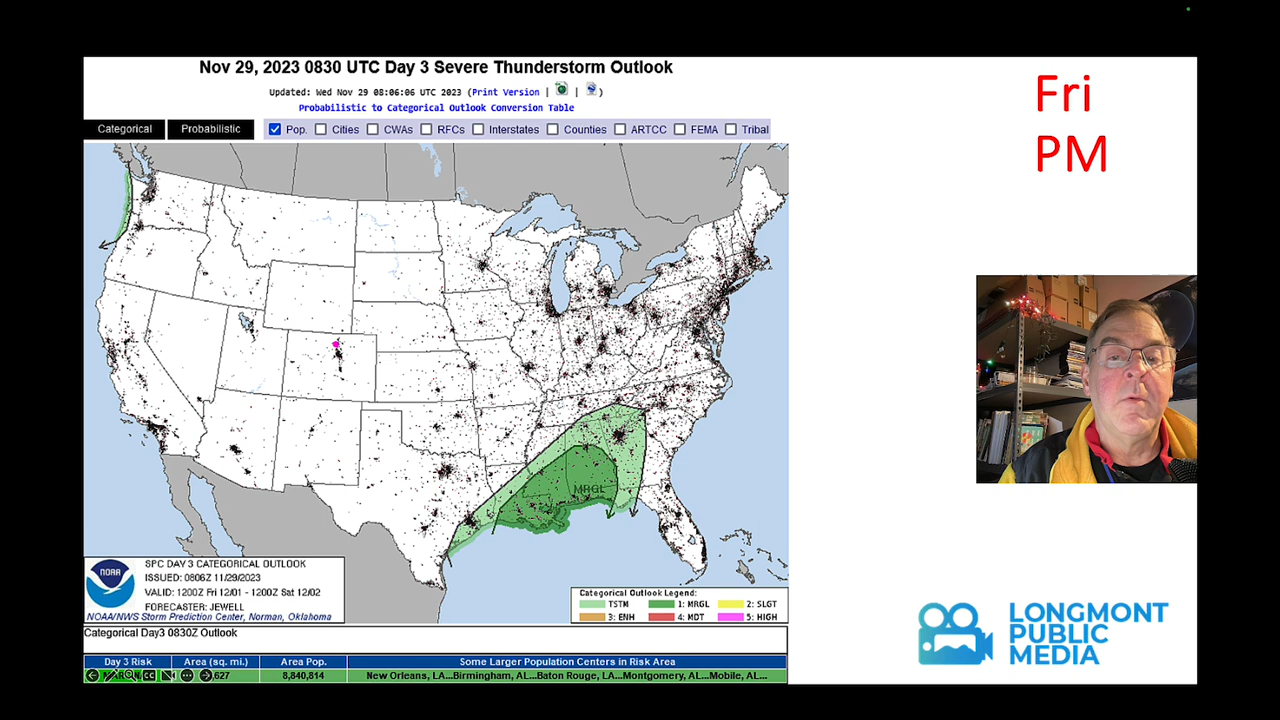 Nov 29, 2023 0830 UTC Day 3 Severe Thunderstorm Outlook
Updated: Wed Nov 29 08:06:06 UTC 2023 (Print Version | | )
Probabilistic to Categorical Outlook Conversion Table
Categorical Probabilistic Pop. Cities CWAs RFCs Interstates Counties ARTCC FEMA Tribal
Fri
PM
MRGL
NOAA
SPC DAY 3 CATEGORICAL OUTLOOK
ISSUED: 0806Z 11/29/2023
VALID: 1200Z Fri 12/01 - 1200Z Sat 12/02
FORECASTER: JEWELL
NOAA/NWS Storm Prediction Center, Norman, Oklahoma
Categorical Outlook Legend:
TSTM 1: MRGL 2: SLGT
3: ENH 4: MDT 5: HIGH
Categorical Day3 0830Z Outlook
Day 3 Risk Area (sq. mi.) Area Pop. Some Larger Population Centers in Risk Area
,627 8,840,814 New Orleans, LA...Birmingham, AL...Baton Rouge, LA...Montgomery, AL...Mobile, AL...
CC
LONGMONT
PUBLIC
MEDIA